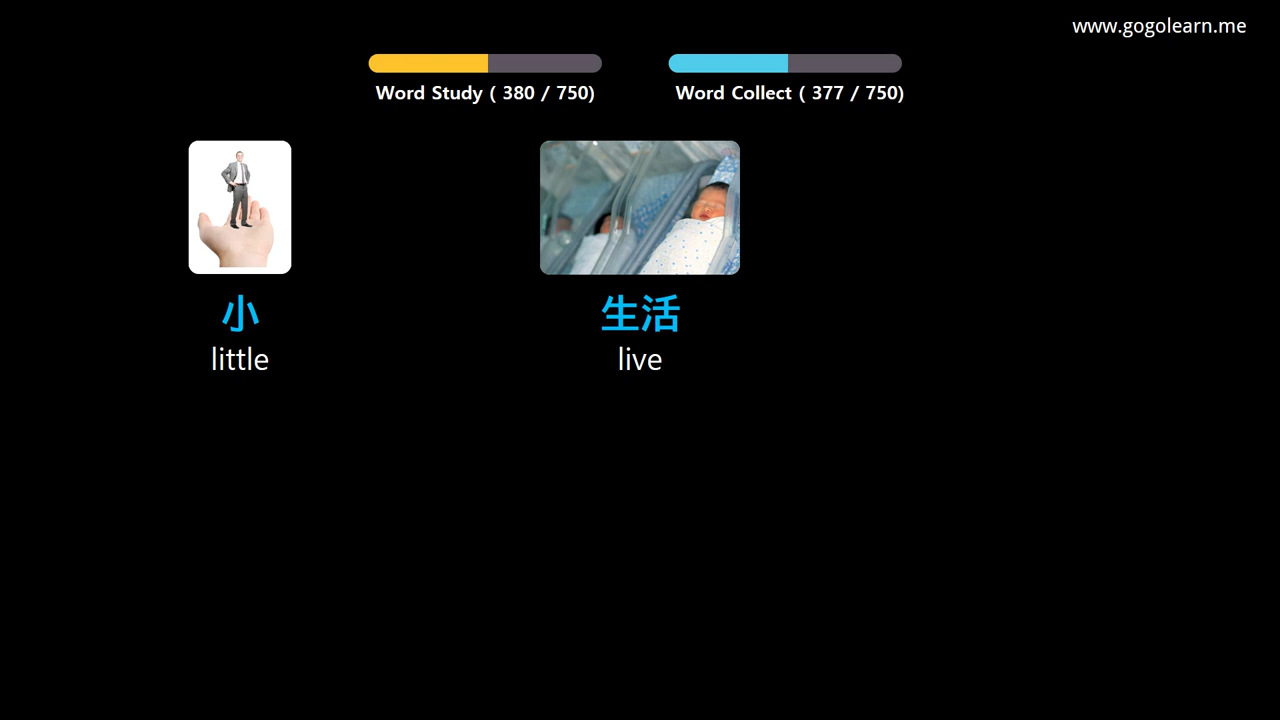 www.gogolearn.me
Word Study ( 380 / 750)
Word Collect ( 377 / 750)
小
little
生活
live